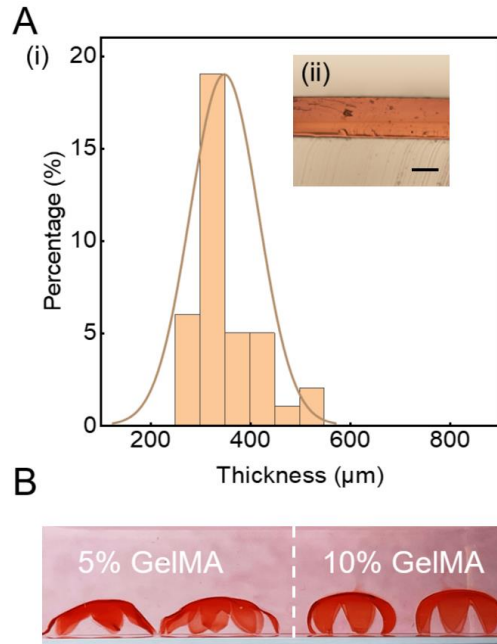 A
(i)
(ii)
20
15
10
5
0
Percentage (%)
200 400 600 800
Thickness (µm)
B
5% GelMA 10% GelMA